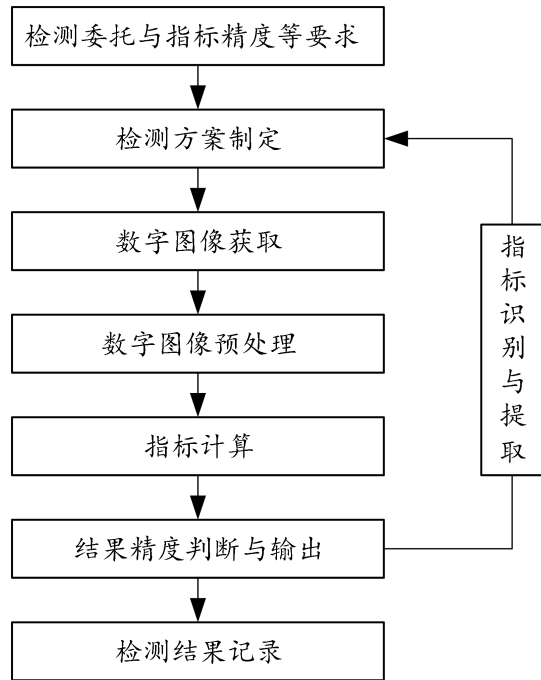 检测委托与指标精度等要求
检测方案制定
数字图像获取
数字图像预处理
指标计算
结果精度判断与输出
检测结果记录
指标识别与提取